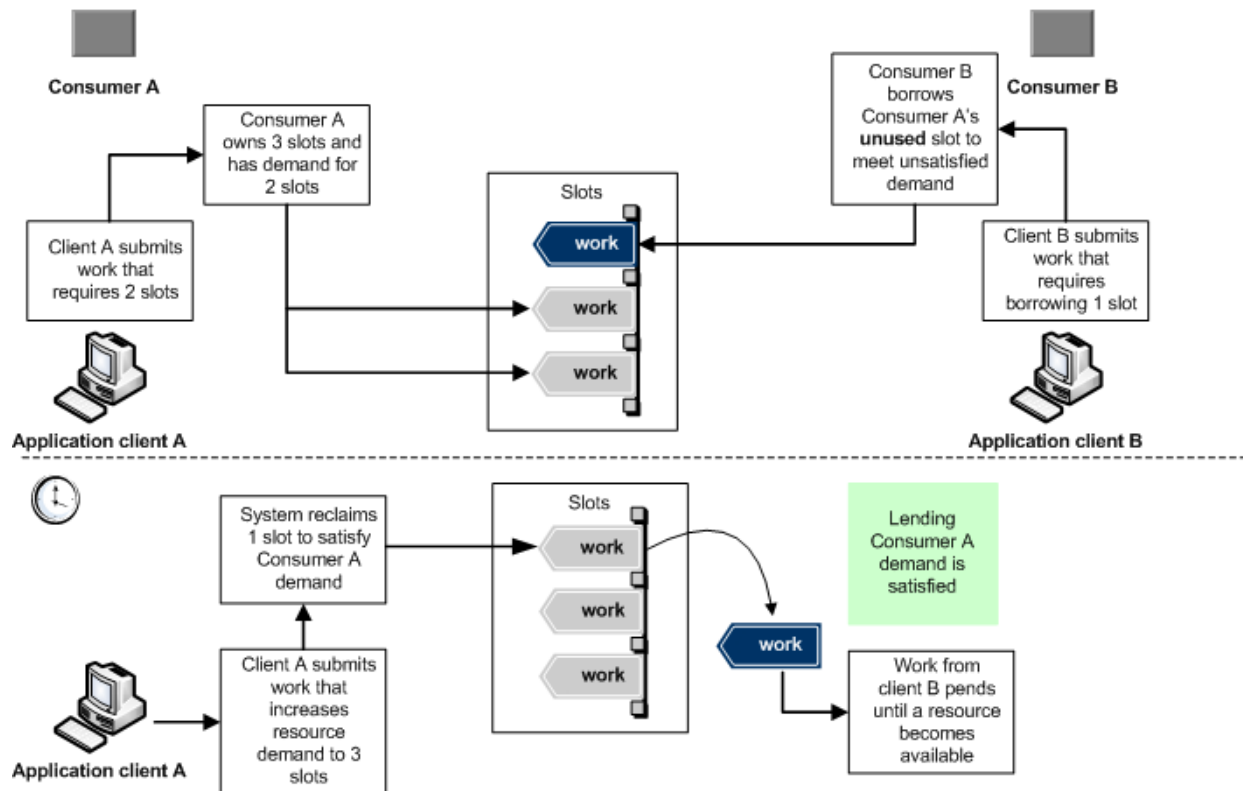 Consumer A
Consumer B
Consumer A
owns 3 slots and
has demand for
2 slots
Consumer B
borrows
Consumer A's
unused slot to
meet unsatisfied
demand
Client A submits
work that
requires 2 slots
Slots
work
work
work
Client B submits
work that
requires
borrowing 1 slot
Application client A
Application client B
System reclaims
1 slot to satisfy
Consumer A
demand
Slots
work
work
work
Lending
Consumer A
demand is
satisfied
Client A submits
work that
increases
resource
demand to 3
slots
work
Work from
client B pends
until a resource
becomes
available
Application client A